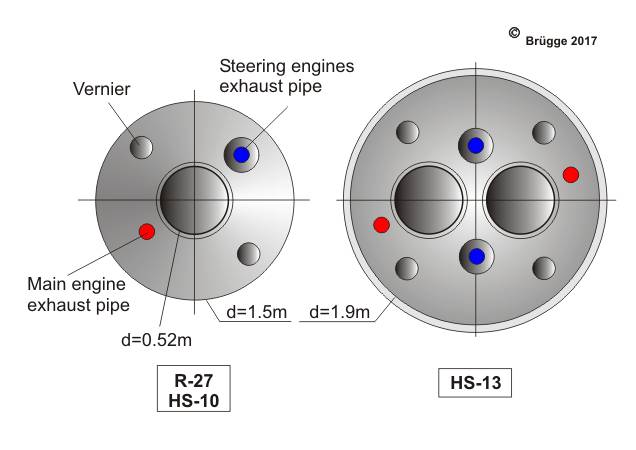 ©
Brügge 2017
Steering engines
exhaust pipe
Vernier
Main engine
exhaust pipe
d=1.5m
d=1.9m
d=0.52m
R-27
HS-10
HS-13